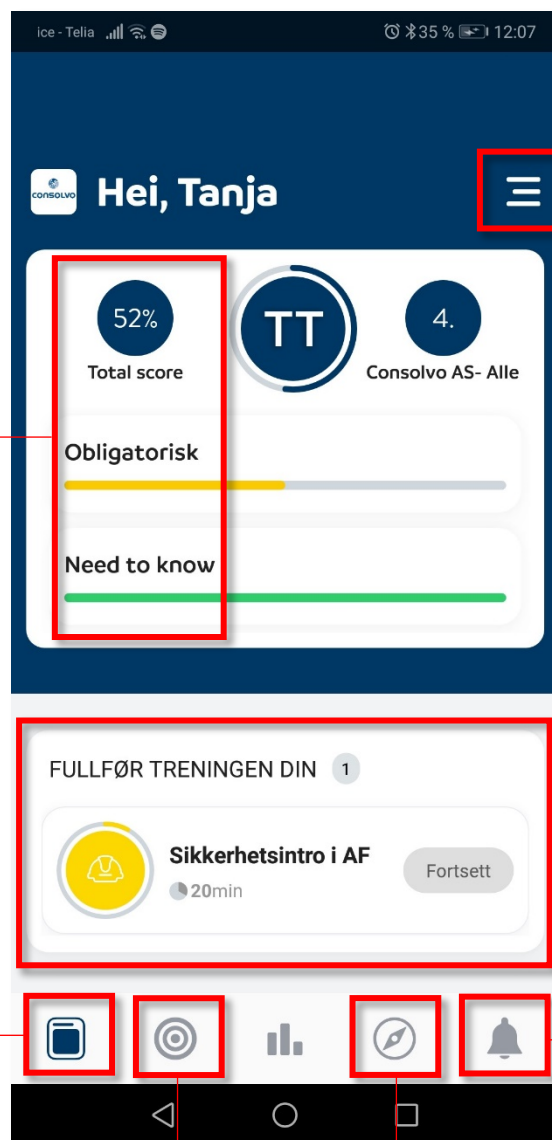 ice - Telia
35 % 12:07
CONSOLVO
Hei, Tanja
52%
TT
4.
Total score
Consolvo AS- Alle
Obligatorisk
Need to know
FULLFØR TRENINGEN DIN 1
Sikkerhetsintro i AF
20min
Fortsett